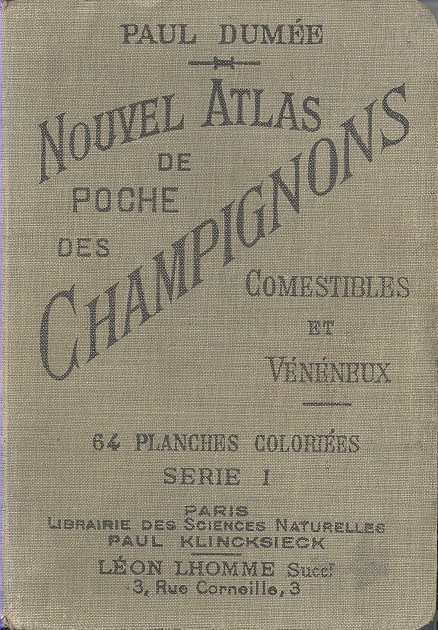 PAUL DUMÉE
NOUVEL ATLAS
DE
POCHE
DES
CHAMPIGNONS
COMESTIBLES
ET
VÉNÉNEUX
64 PLANCHES COLORIÉES
SERIE I
PARIS
LIBRAIRIE DES SCIENCES NATURELLES
PAUL KLINCKSIECK
LÉON LHOMME Succr
3, Rue Corneille, 3